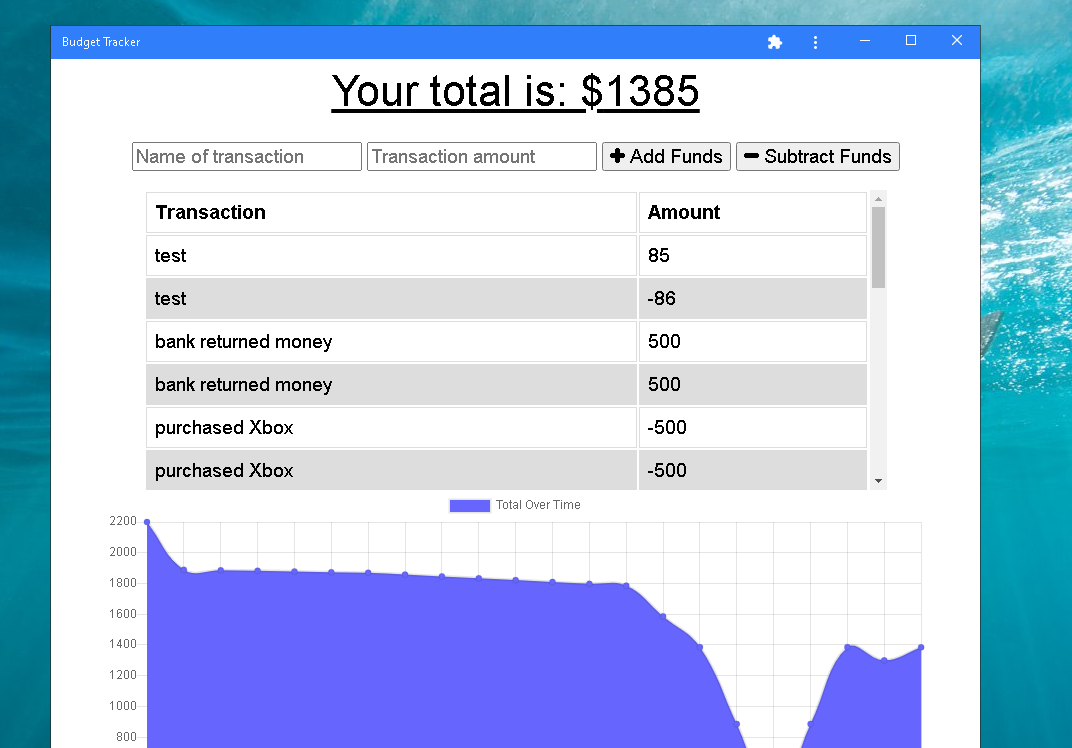 Budget Tracker
Your total is: $1385
Name of transaction Transaction amount Add Funds Subtract Funds
Transaction Amount
test 85
test -86
bank returned money 500
bank returned money 500
purchased Xbox -500
purchased Xbox -500
Total Over Time
2200
2000
1800
1600
1400
1200
1000
800